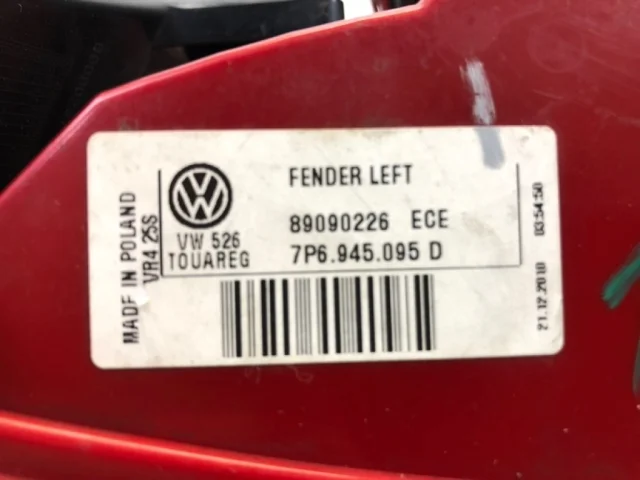 MADE IN POLAND
VR4 25S
VW 526
TOUAREG
FENDER LEFT
89090226 ECE
7P6.945.095 D
21.12.2010 03:54:50